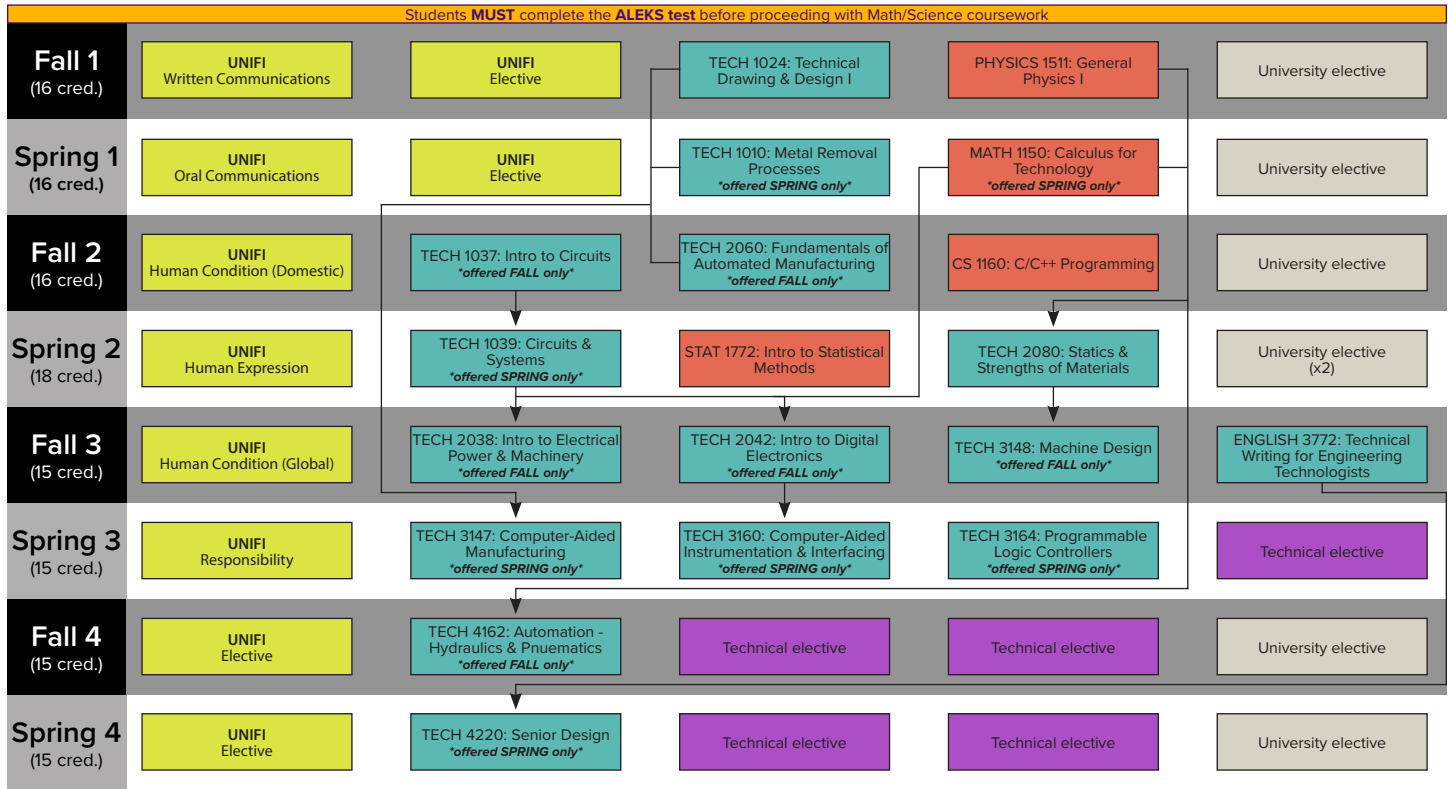 Students MUST complete the ALEKS test before proceeding with Math/Science coursework
Fall 1
(16 cred.)
UNIFI
Written Communications
UNIFI
Elective
TECH 1024: Technical
Drawing & Design I
PHYSICS 1511: General
Physics I
University elective
Spring 1
(16 cred.)
UNIFI
Oral Communications
UNIFI
Elective
TECH 1010: Metal Removal
Processes
*offered SPRING only*
MATH 1150: Calculus for
Technology
*offered SPRING only*
University elective
Fall 2
(16 cred.)
UNIFI
Human Condition (Domestic)
TECH 1037: Intro to Circuits
*offered FALL only*
TECH 2060: Fundamentals of
Automated Manufacturing
*offered FALL only*
CS 1160: C/C++ Programming
University elective
Spring 2
(18 cred.)
UNIFI
Human Expression
TECH 1039: Circuits &
Systems
*offered SPRING only*
STAT 1772: Intro to Statistical
Methods
TECH 2080: Statics &
Strengths of Materials
University elective
(x2)
Fall 3
(15 cred.)
UNIFI
Human Condition (Global)
TECH 2038: Intro to Electrical
Power & Machinery
*offered FALL only*
TECH 2042: Intro to Digital
Electronics
*offered FALL only*
TECH 3148: Machine Design
*offered FALL only*
ENGLISH 3772: Technical
Writing for Engineering
Technologists
Spring 3
(15 cred.)
UNIFI
Responsibility
TECH 3147: Computer-Aided
Manufacturing
*offered SPRING only*
TECH 3160: Computer-Aided
Instrumentation & Interfacing
*offered SPRING only*
TECH 3164: Programmable
Logic Controllers
*offered SPRING only*
Technical elective
Fall 4
(15 cred.)
UNIFI
Elective
TECH 4162: Automation -
Hydraulics & Pnuematics
*offered FALL only*
Technical elective
Technical elective
University elective
Spring 4
(15 cred.)
UNIFI
Elective
TECH 4220: Senior Design
*offered SPRING only*
Technical elective
Technical elective
University elective